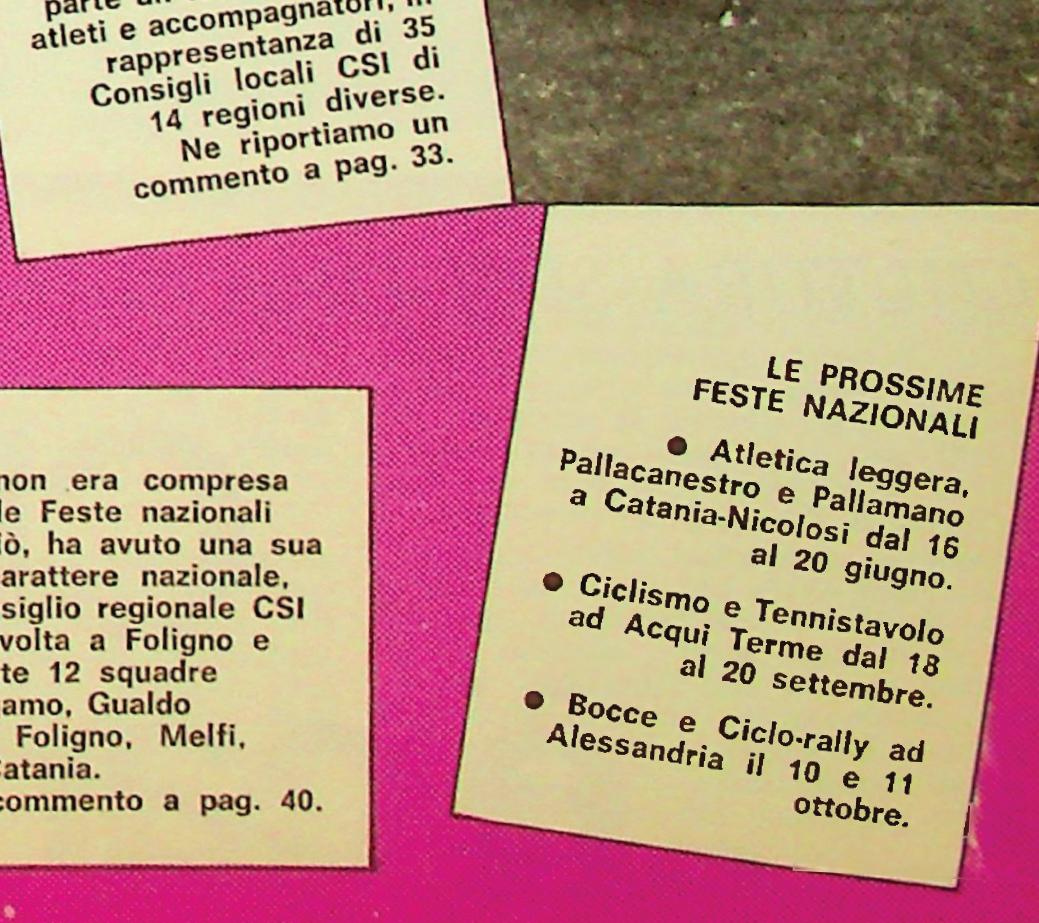 parte un
atleti e accompagnatori, in
rappresentanza di 35
Consigli locali CSI di
14 regioni diverse.
Ne riportiamo un
commento a pag. 33.
non era compresa
le Feste nazionali
iò, ha avuto una sua
arattere nazionale,
siglio regionale CSI
volta a Foligno e
te 12 squadre
amo, Gualdo
Foligno, Melfi,
Catania.
commento a pag. 40.
LE PROSSIME
FESTE NAZIONALI
● Atletica leggera,
Pallacanestro e Pallamano
a Catania-Nicolosi dal 16
al 20 giugno.
● Ciclismo e Tennistavolo
ad Acqui Terme dal 18
al 20 settembre.
● Bocce e Ciclo-rally ad
Alessandria il 10 e 11
ottobre.